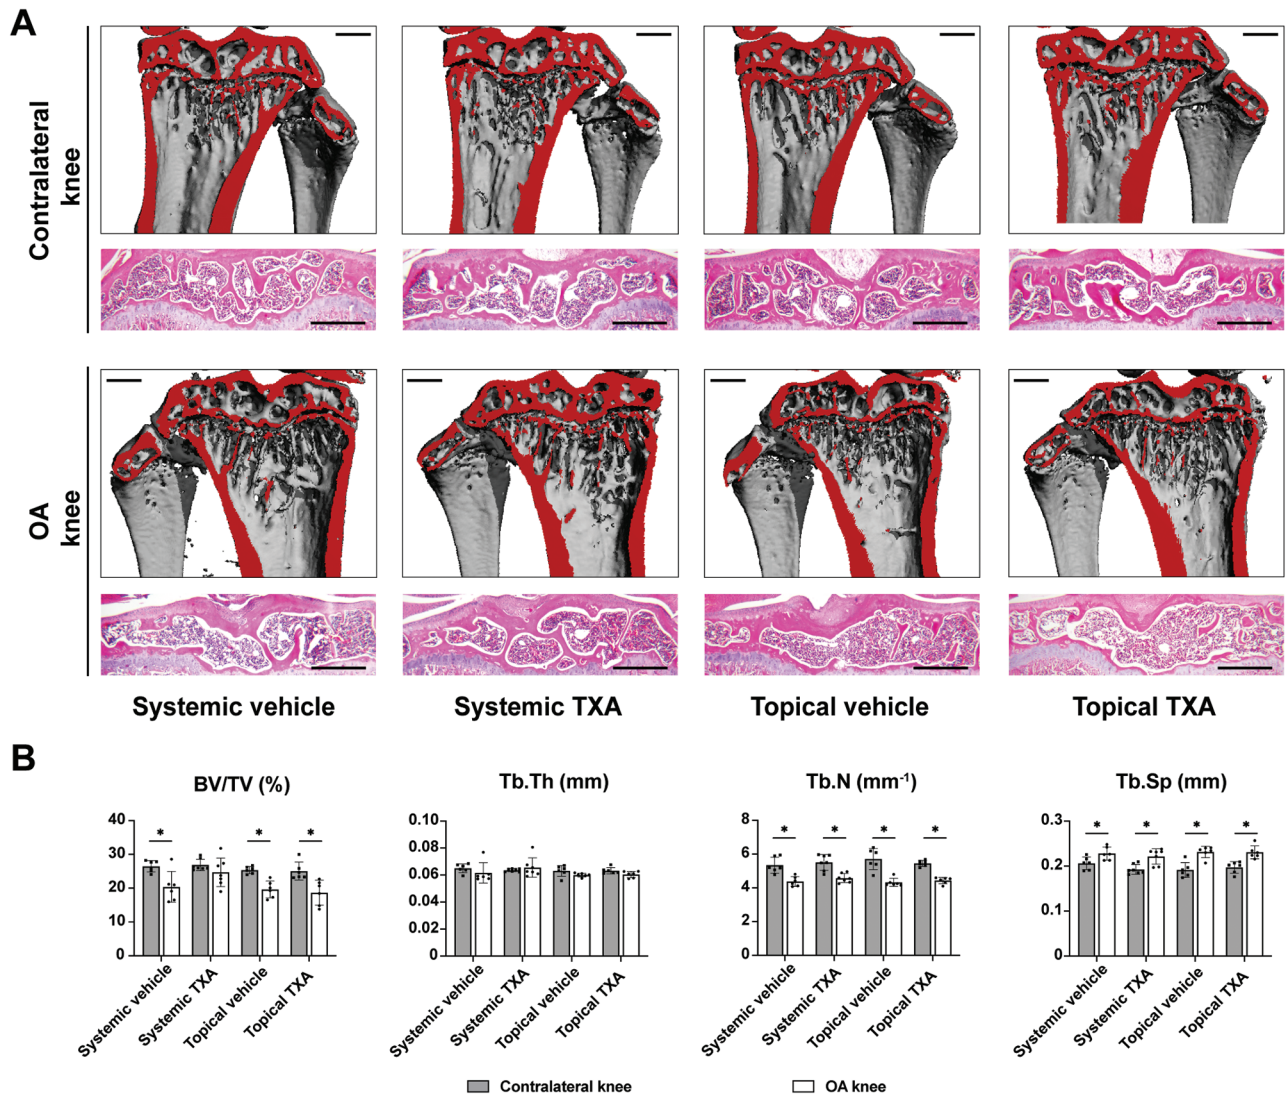 A
Contralateral
knee
OA
knee
Systemic vehicle
Systemic TXA
Topical vehicle
Topical TXA
B
BV/TV (%)
40
30
20
10
0
Systemic vehicle
Systemic TXA
Topical vehicle
Topical TXA
* * *
Tb.Th (mm)
0.10
0.08
0.06
0.04
0.02
0
Systemic vehicle
Systemic TXA
Topical vehicle
Topical TXA
Tb.N (mm⁻¹)
8
6
4
2
0
Systemic vehicle
Systemic TXA
Topical vehicle
Topical TXA
* * * *
Tb.Sp (mm)
0.3
0.2
0.1
0
Systemic vehicle
Systemic TXA
Topical vehicle
Topical TXA
* * * *
Contralateral knee
OA knee